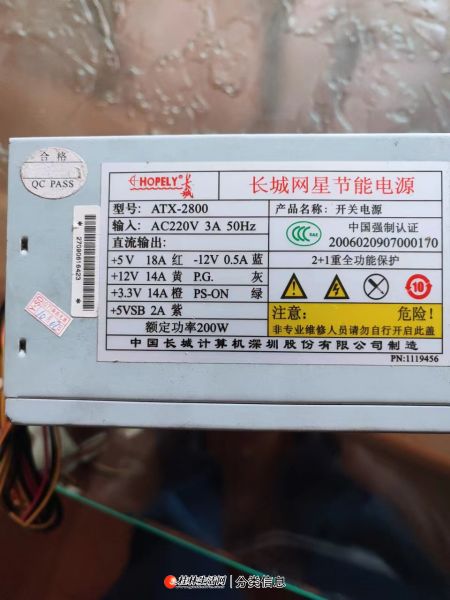 合格
QC PASS
HOPELY® 长城
长城网星节能电源
型号: ATX-2800
产品名称: 开关电源
输入: AC220V 3A 50Hz
直流输出:
中国强制认证
2006020907000170
+5V 18A 红 -12V 0.5A 蓝
2+1重全功能保护
+12V 14A 黄 P.G. 灰
+3.3V 14A 橙 PS-ON 绿
10
+5VSB 2A 紫
注意: 危险!
额定功率200W
非专业维修人员请勿自行开启此盖
中国长城计算机深圳股份有限公司制造
PN:1119456
* 27090616423 *
桂林生活网 | 分类信息